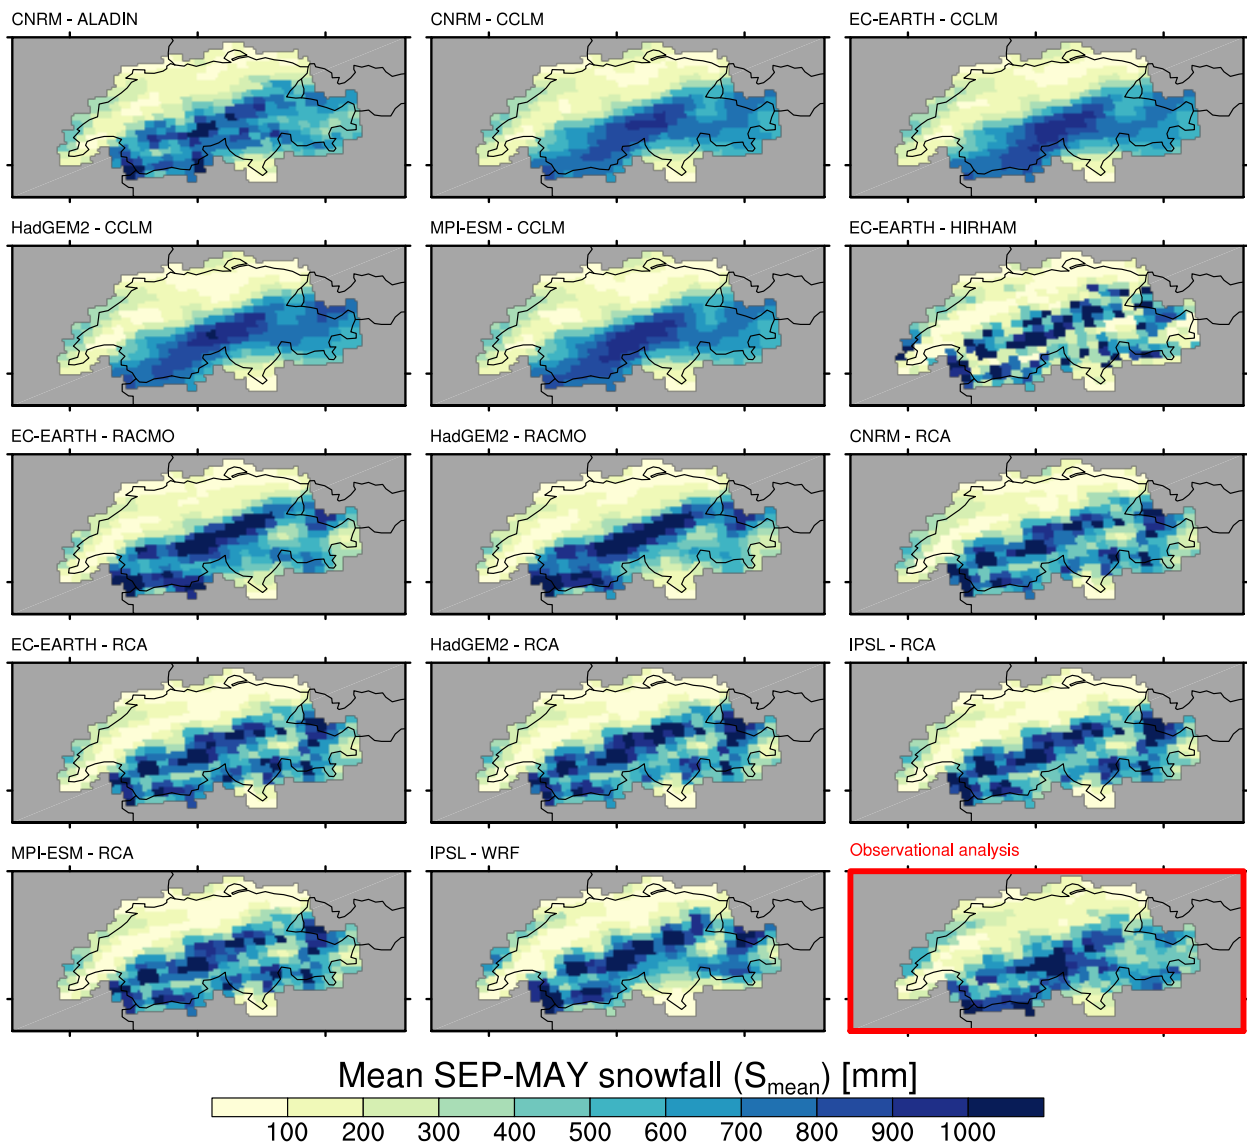 CNRM - ALADIN
CNRM - CCLM
EC-EARTH - CCLM
HadGEM2 - CCLM
MPI-ESM - CCLM
EC-EARTH - HIRHAM
EC-EARTH - RACMO
HadGEM2 - RACMO
CNRM - RCA
EC-EARTH - RCA
HadGEM2 - RCA
IPSL - RCA
MPI-ESM - RCA
IPSL - WRF
Observational analysis
Mean SEP-MAY snowfall (Smean) [mm]
100 200 300 400 500 600 700 800 900 1000